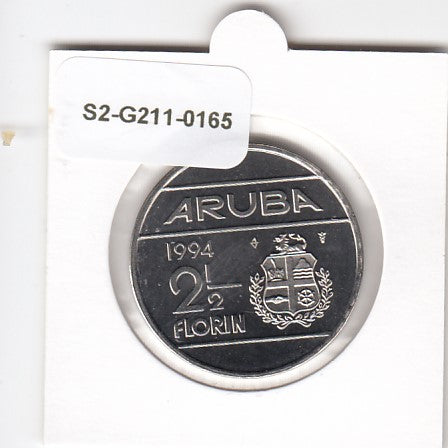 S2-G211-0165
ARUBA
1994
2½
FLORIN